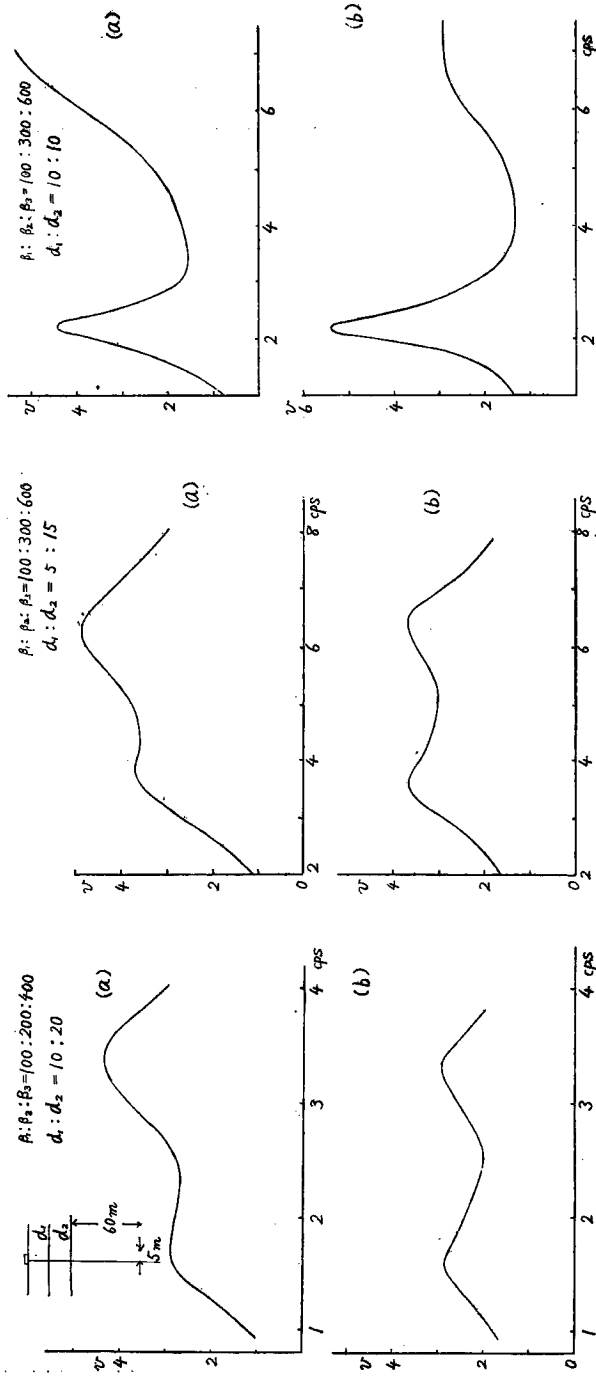 β₁:β₂:β₃=100:200:400
d₁:d₂=10:20
d₁
d₂
60m
5m
v
4
2
(a)
1
2
3
4
cps
v
4
2
(b)
1
2
3
4
cps
β₁:β₂:β₃=100:300:600
d₁:d₂=5:15
v
4
2
0
(a)
2
4
6
8
cps
v
4
2
0
(b)
2
4
6
8
cps
β₁:β₂:β₃=100:300:600
d₁:d₂=10:10
v
4
2
(a)
2
4
6
v
6
4
2
(b)
2
4
6
cps